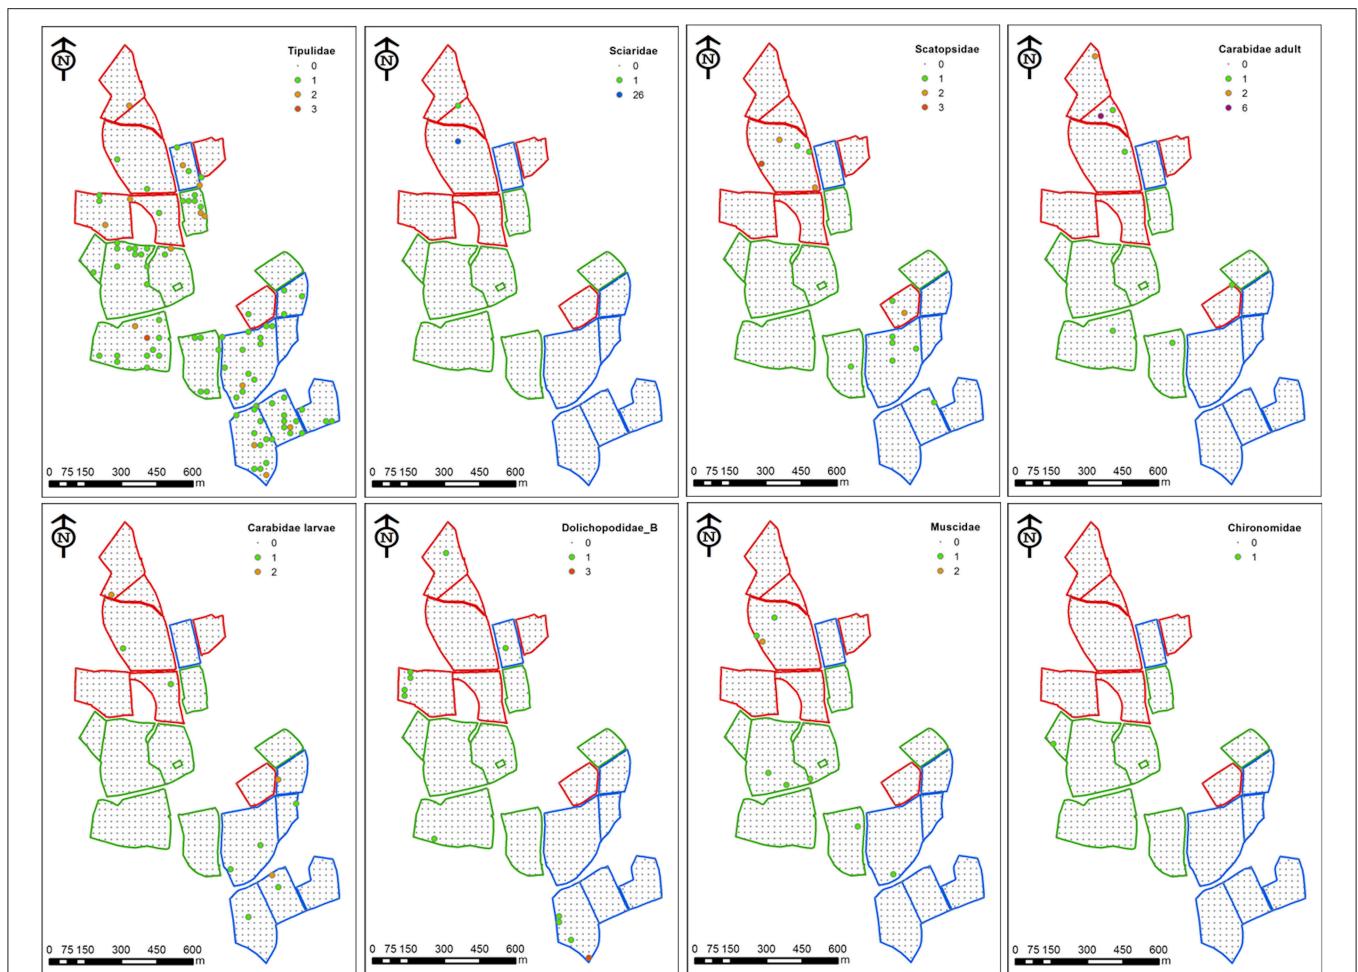 N
Tipulidae
0
1
2
3
0 75 150 300 450 600
m
N
Sciaridae
0
1
26
0 75 150 300 450 600
m
N
Scatopsidae
0
1
2
3
0 75 150 300 450 600
m
N
Carabidae adult
0
1
2
6
0 75 150 300 450 600
m
N
Carabidae larvae
0
1
2
0 75 150 300 450 600
m
N
Dolichopodidae_B
0
1
3
0 75 150 300 450 600
m
N
Muscidae
0
1
2
0 75 150 300 450 600
m
N
Chironomidae
0
1
0 75 150 300 450 600
m